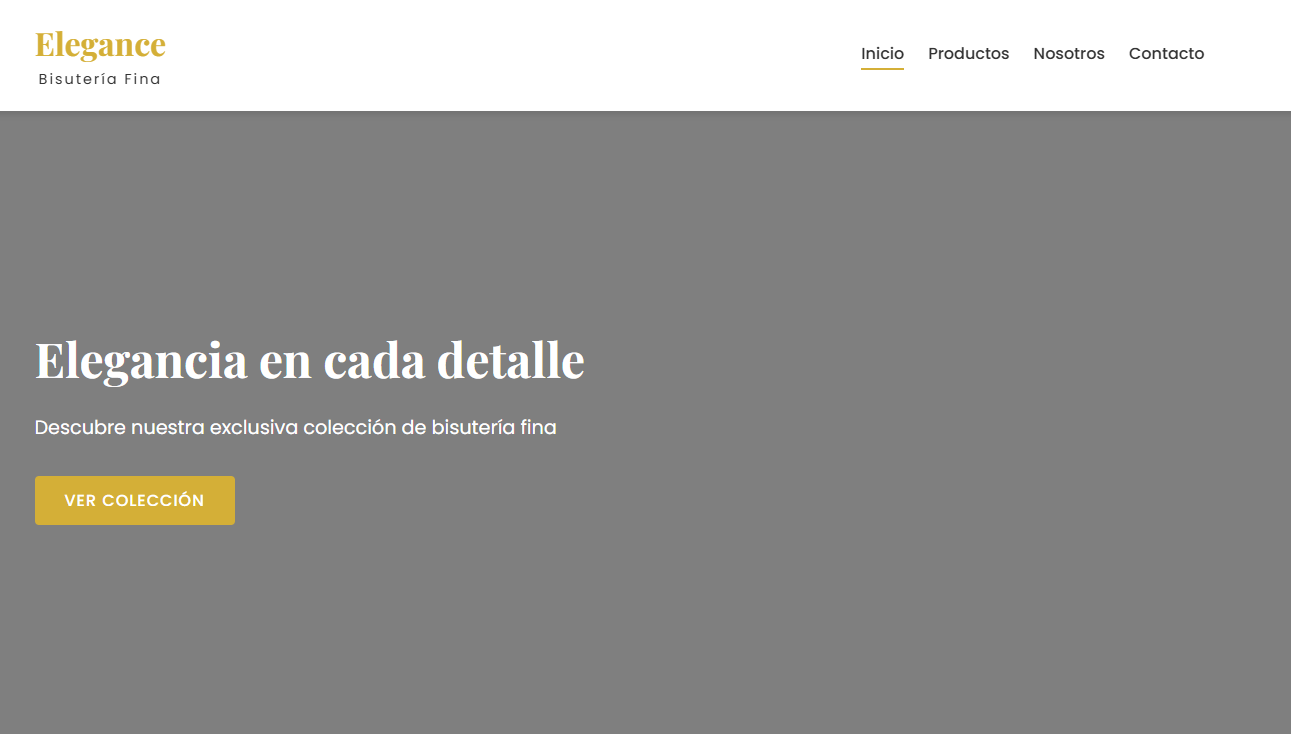 Elegance
Bisutería Fina
Inicio Productos Nosotros Contacto
Elegancia en cada detalle
Descubre nuestra exclusiva colección de bisutería fina
VER COLECCIÓN